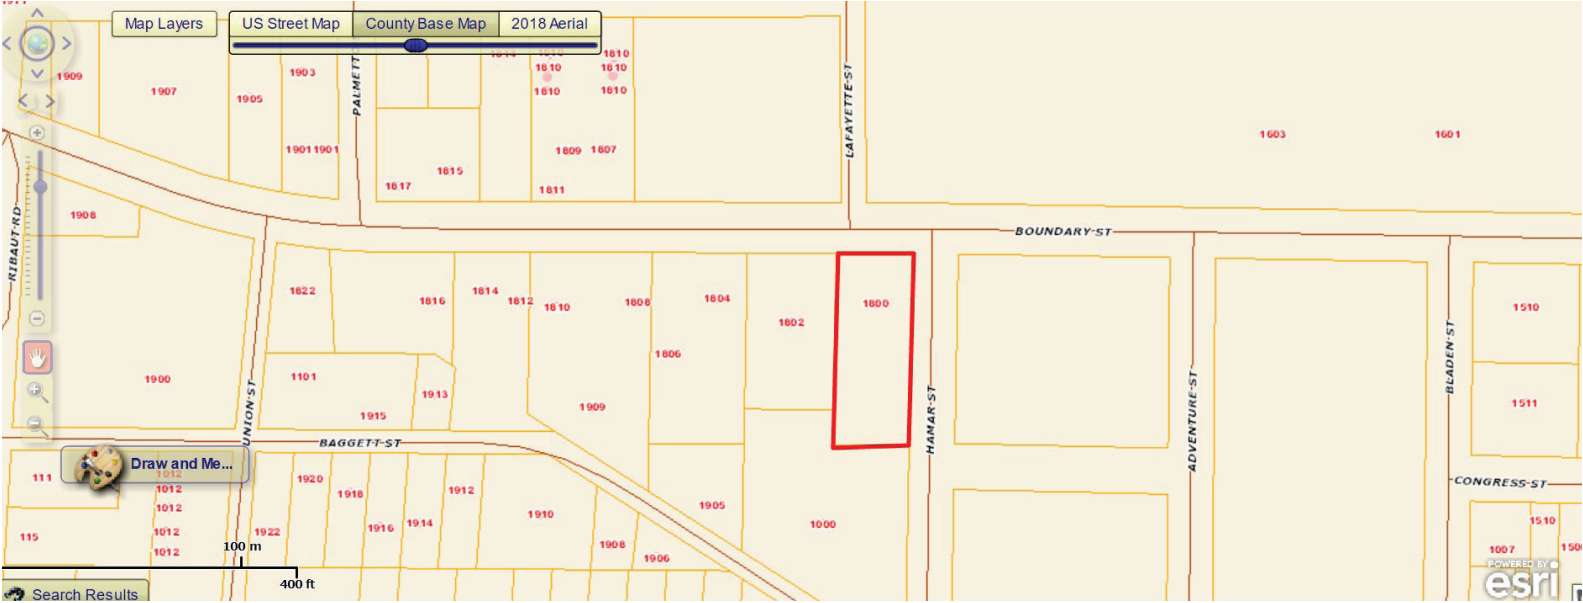 Map Layers
US Street Map
County Base Map
2018 Aerial
1909
1907
1905
1903
1901 1901
PALMETTO
1817
1815
1814
1810
1810
1810
1810
1810
1810
1809
1807
1811
LAFAYETTE ST
1603
1601
RIBAUT RD
1908
BOUNDARY ST
1822
1816
1814
1812
1810
1808
1804
1802
1800
1806
1900
1101
1913
1915
1909
UNION ST
BAGGETT ST
HAMAR ST
ADVENTURE ST
BLADEN ST
1510
1511
CONGRESS ST
Draw and Me...
111
115
1012
1012
1012
1012
1012
1920
1918
1922
1916
1914
1912
1910
1908
1906
1905
1000
1510
1007
100 m
400 ft
Search Results
POWERED BY
esri